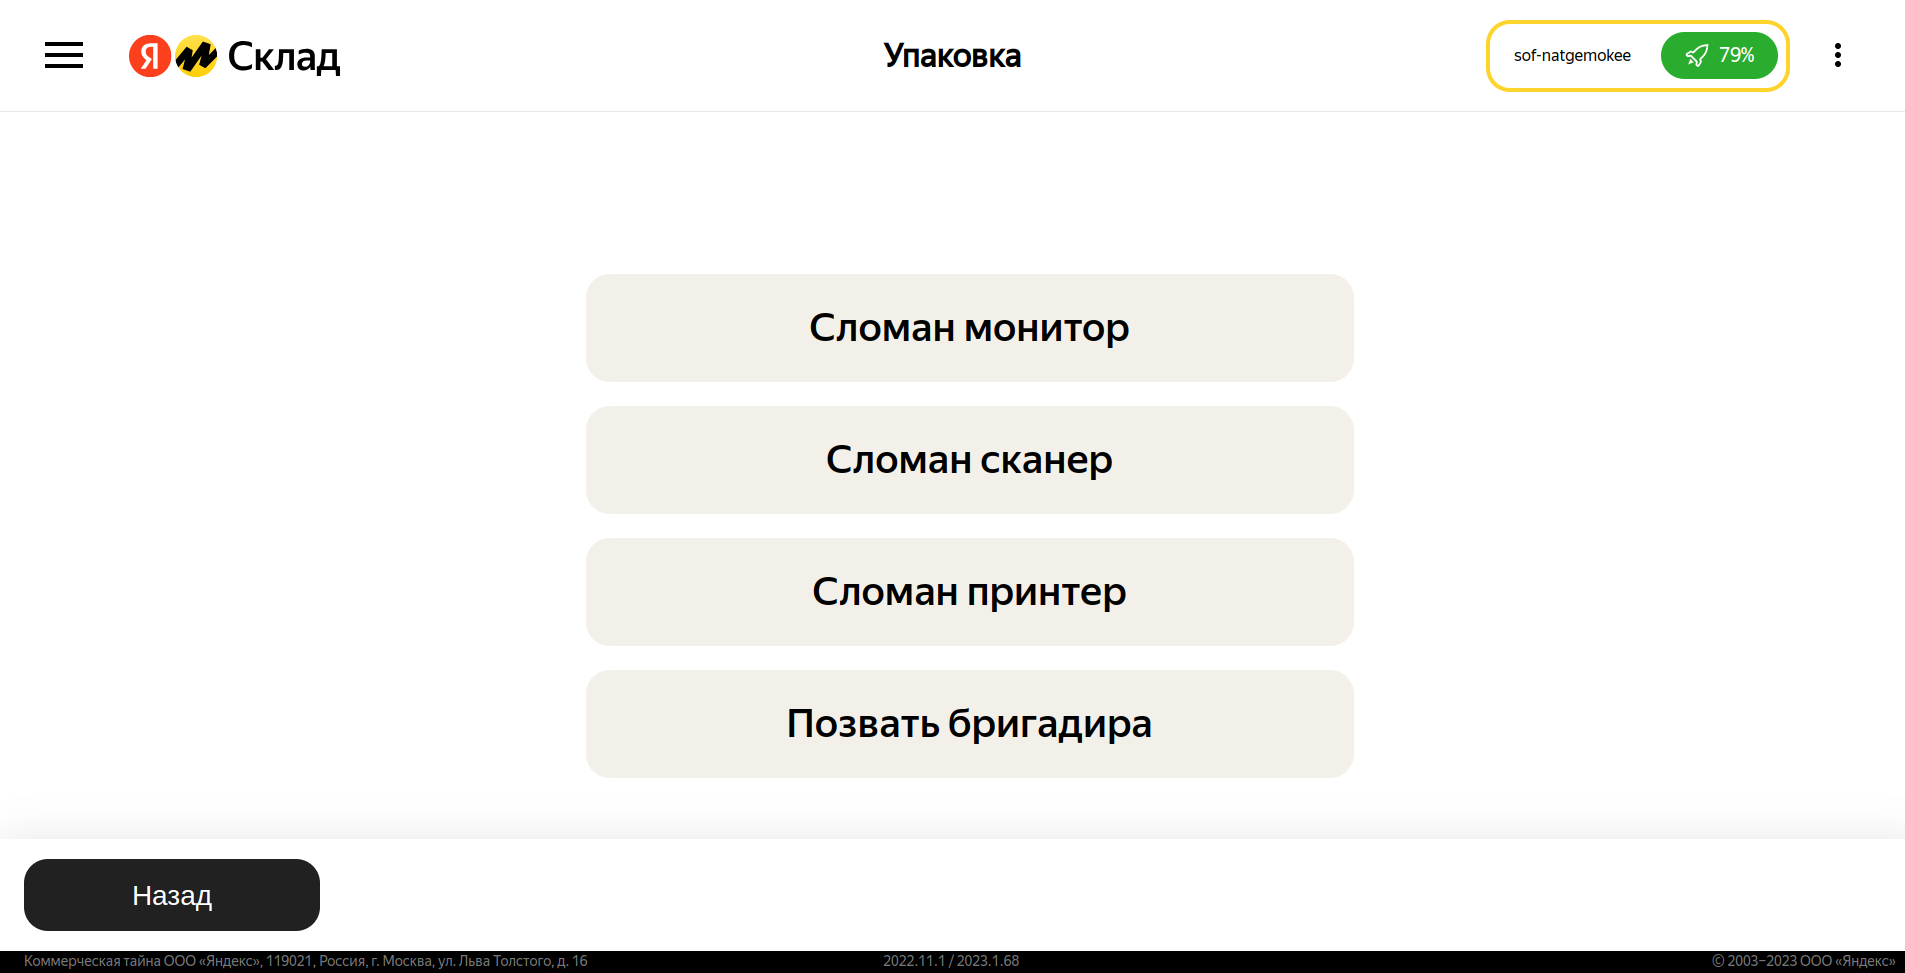 Я Склад
Упаковка
sof-natgemokee
79%
Сломан монитор
Сломан сканер
Сломан принтер
Позвать бригадира
Назад
Коммерческая тайна ООО «Яндекс», 119021, Россия, г. Москва, ул. Льва Толстого, д. 16
2022.11.1 / 2023.1.68
© 2003–2023 ООО «Яндекс»